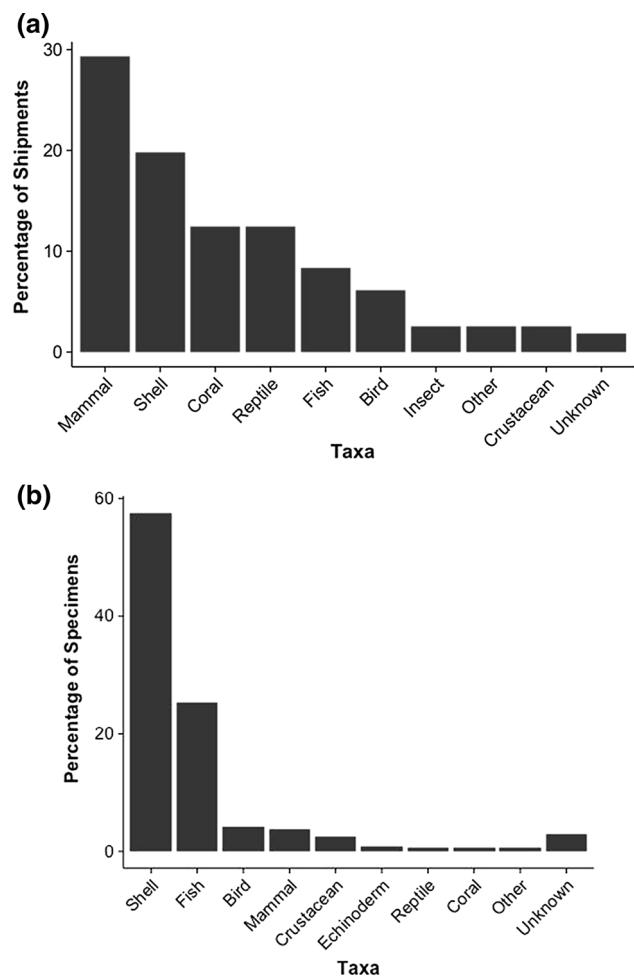 (a)
Percentage of Shipments
30
20
10
0
Mammal
Shell
Coral
Reptile
Fish
Bird
Insect
Other
Crustacean
Unknown
Taxa
(b)
Percentage of Specimens
60
40
20
0
Shell
Fish
Bird
Mammal
Crustacean
Echinoderm
Reptile
Coral
Other
Unknown
Taxa